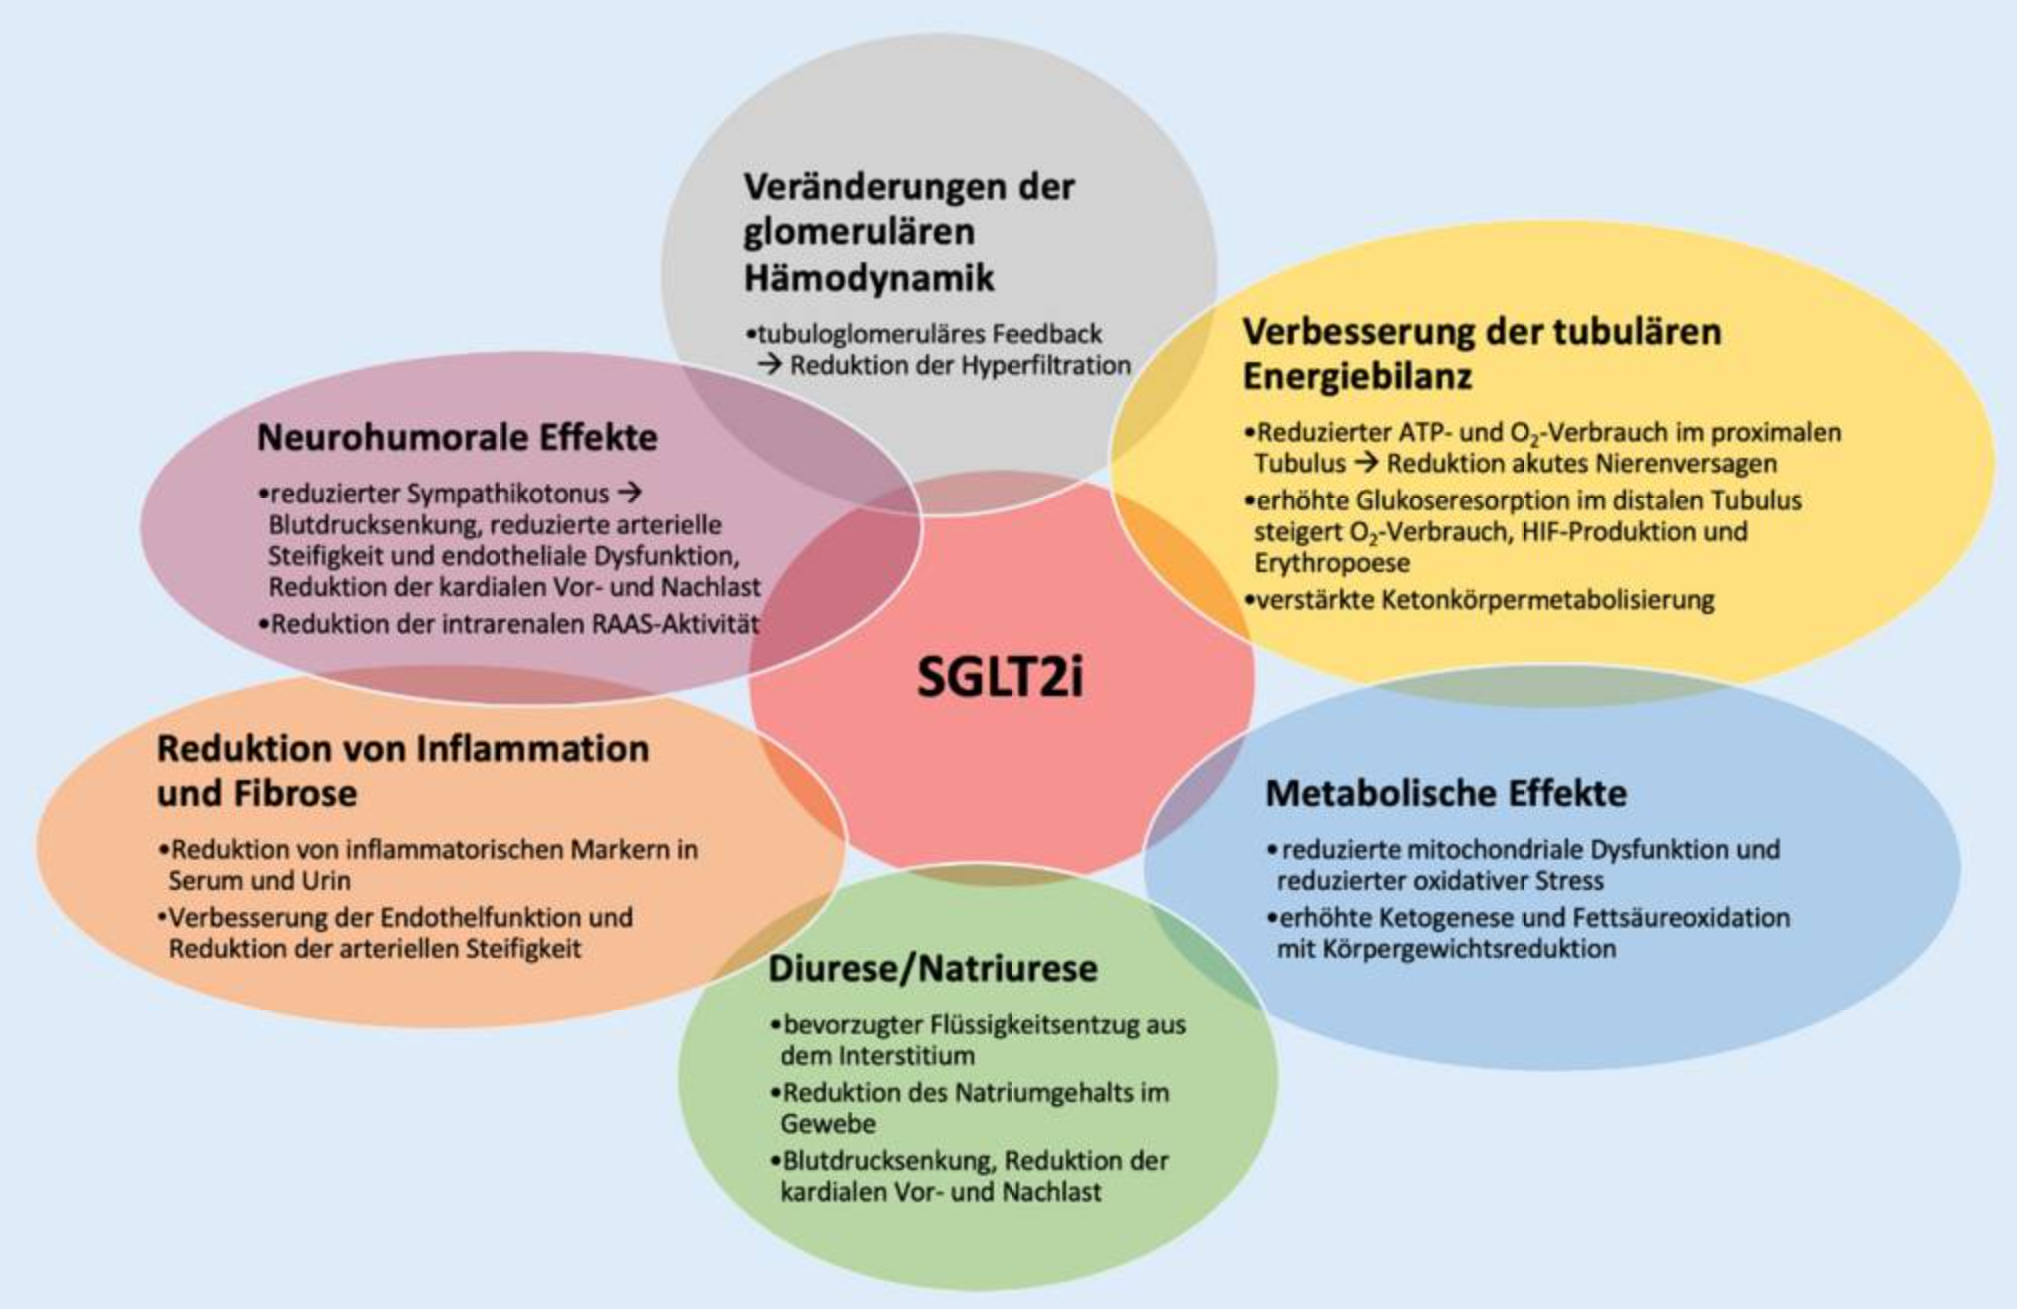 Veränderungen der
glomerulären
Hämodynamik
•tubuloglomeruläres Feedback
→ Reduktion der Hyperfiltration
Verbesserung der tubulären
Energiebilanz
•Reduzierter ATP- und O₂-Verbrauch im proximalen
Tubulus → Reduktion akutes Nierenversagen
•erhöhte Glukoseresorption im distalen Tubulus
steigert O₂-Verbrauch, HIF-Produktion und
Erythropoese
•verstärkte Ketonkörpermetabolisierung
Neurohumorale Effekte
•reduzierter Sympathikotonus →
Blutdrucksenkung, reduzierte arterielle
Steifigkeit und endotheliale Dysfunktion,
Reduktion der kardialen Vor- und Nachlast
•Reduktion der intrarenalen RAAS-Aktivität
SGLT2i
Reduktion von Inflammation
und Fibrose
•Reduktion von inflammatorischen Markern in
Serum und Urin
•Verbesserung der Endothelfunktion und
Reduktion der arteriellen Steifigkeit
Metabolische Effekte
•reduzierte mitochondriale Dysfunktion und
reduzierter oxidativer Stress
•erhöhte Ketogenese und Fettsäureoxidation
mit Körpergewichtsreduktion
Diurese/Natriurese
•bevorzugter Flüssigkeitsentzug aus
dem Interstitium
•Reduktion des Natriumgehalts im
Gewebe
•Blutdrucksenkung, Reduktion der
kardialen Vor- und Nachlast